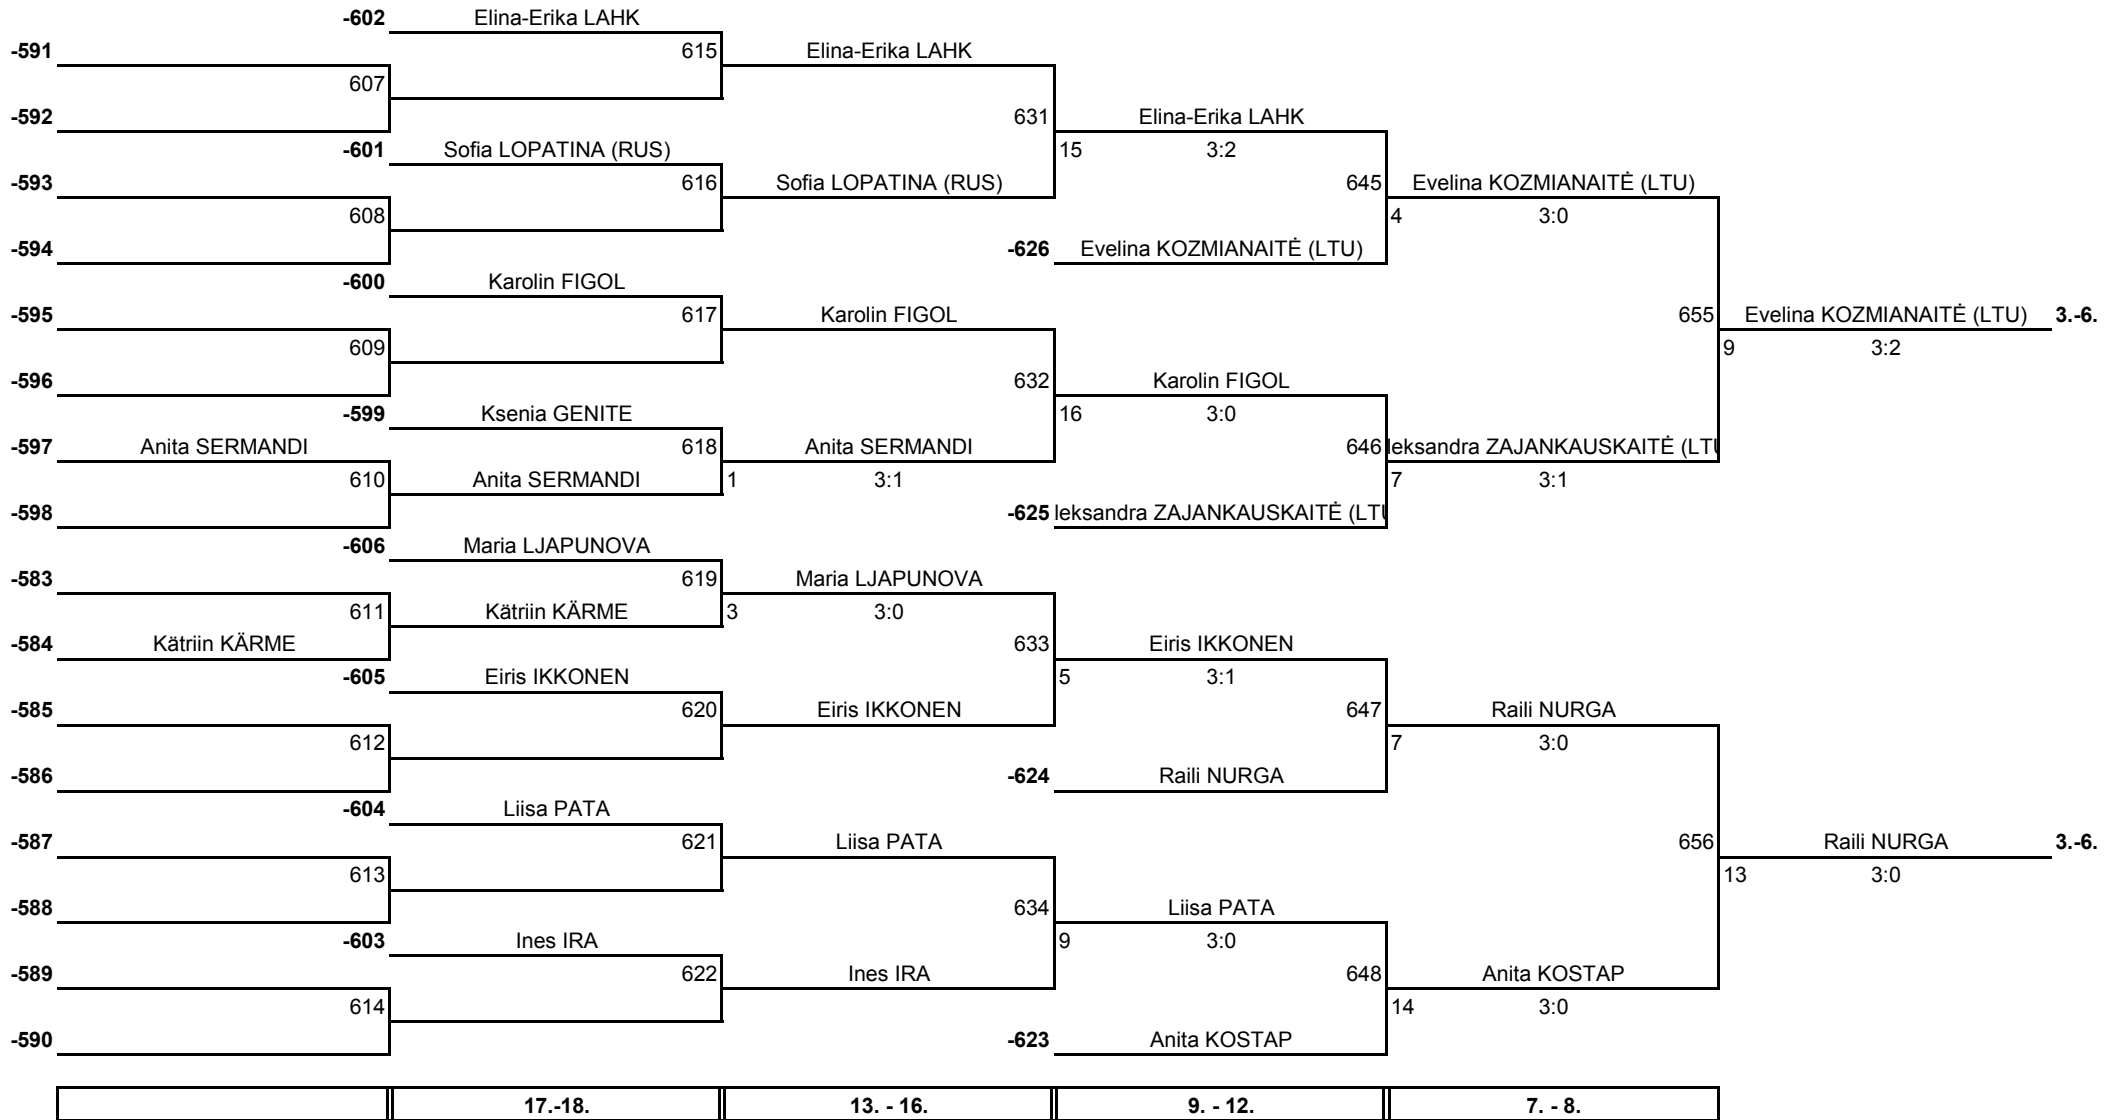 -602 Elina-Erika LAHK
-591 615 Elina-Erika LAHK
607
-592 631 Elina-Erika LAHK
-601 Sofia LOPATINA (RUS) 15 3:2
-593 616 Sofia LOPATINA (RUS) 645 Evelina KOZMIANAITĖ (LTU)
608 4 3:0
-594 -626 Evelina KOZMIANAITĖ (LTU)
-600 Karolin FIGOL
-595 617 Karolin FIGOL 655 Evelina KOZMIANAITĖ (LTU) 3.-6.
609 9 3:2
-596 632 Karolin FIGOL
-599 Ksenia GENITE 16 3:0
-597 Anita SERMANDI 618 Anita SERMANDI 646 leksandra ZAJANKAUSKAITĖ (LTU
610 Anita SERMANDI 1 3:1 7 3:1
-598 -625 leksandra ZAJANKAUSKAITĖ (LTU
-606 Maria LJAPUNOVA
-583 619 Maria LJAPUNOVA
611 Kätriin KÄRME 3 3:0
-584 Kätriin KÄRME 633 Eiris IKKONEN
-605 Eiris IKKONEN 5 3:1
-585 620 Eiris IKKONEN 647 Raili NURGA
612 7 3:0
-586 -624 Raili NURGA
-604 Liisa PATA
-587 621 Liisa PATA 656 Raili NURGA 3.-6.
613 13 3:0
-588 634 Liisa PATA
-603 Ines IRA 9 3:0
-589 622 Ines IRA 648 Anita KOSTAP
614 14 3:0
-590 -623 Anita KOSTAP
17.-18. 13. - 16. 9. - 12. 7. - 8.